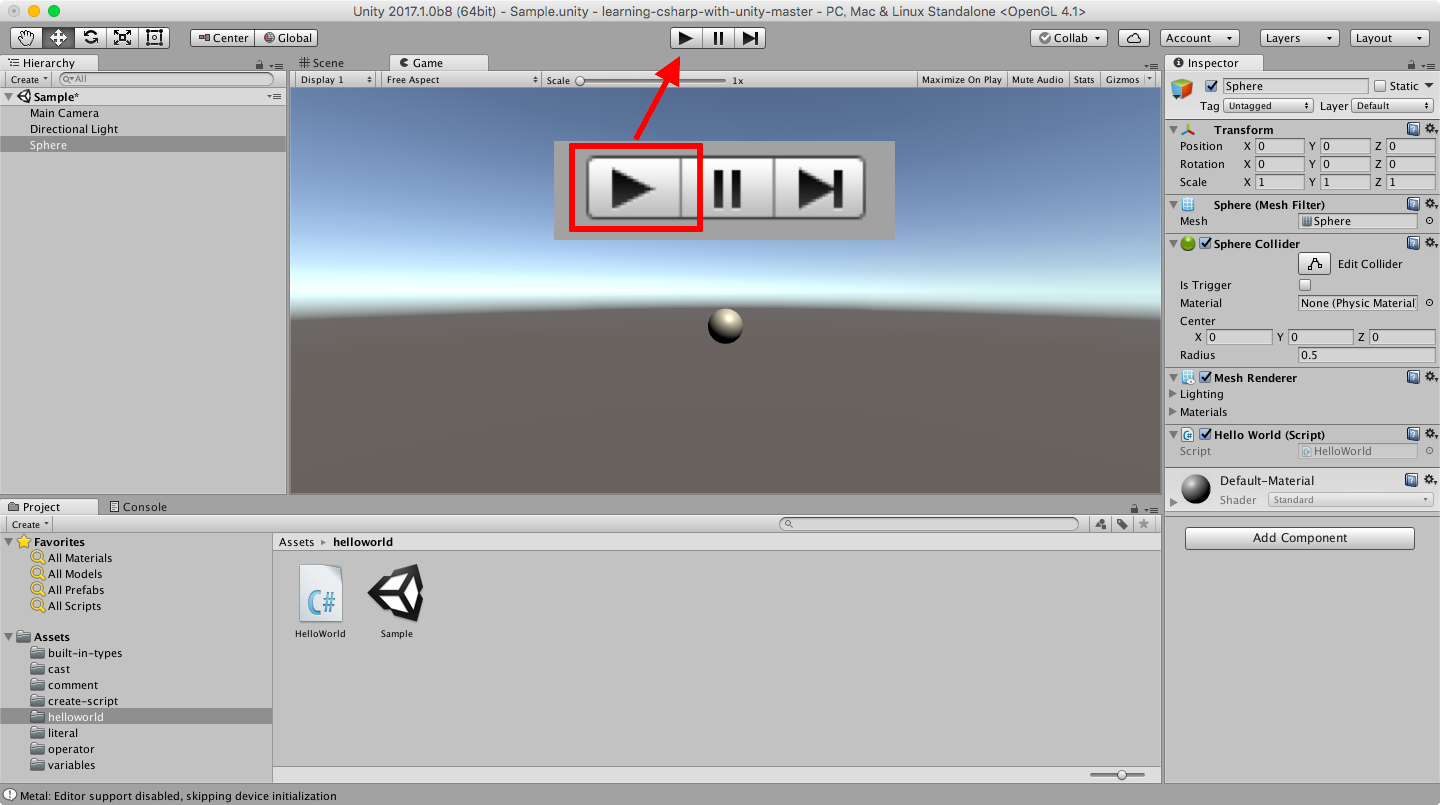 Unity 2017.1.0b8 (64bit) - Sample.unity - learning-csharp-with-unity-master - PC, Mac & Linux Standalone <OpenGL 4.1>
Center Global Collab Account Layers Layout
Hierarchy
Create All
Sample*
Main Camera
Directional Light
Sphere
Scene Game
Display 1 Free Aspect Scale 1x Maximize On Play Mute Audio Stats Gizmos
Inspector
Sphere Static
Tag Untagged Layer Default
Transform
Position X 0 Y 0 Z 0
Rotation X 0 Y 0 Z 0
Scale X 1 Y 1 Z 1
Sphere (Mesh Filter)
Mesh Sphere
Sphere Collider
Edit Collider
Is Trigger
Material None (Physic Material)
Center
X 0 Y 0 Z 0
Radius 0.5
Mesh Renderer
Lighting
Materials
C# Hello World (Script)
Script HelloWorld
Default-Material
Shader Standard
Add Component
Project Console
Create
Favorites
All Materials
All Models
All Prefabs
All Scripts
Assets
built-in-types
cast
comment
create-script
helloworld
literal
operator
variables
Assets helloworld
C#
HelloWorld Sample
Metal: Editor support disabled, skipping device initialization